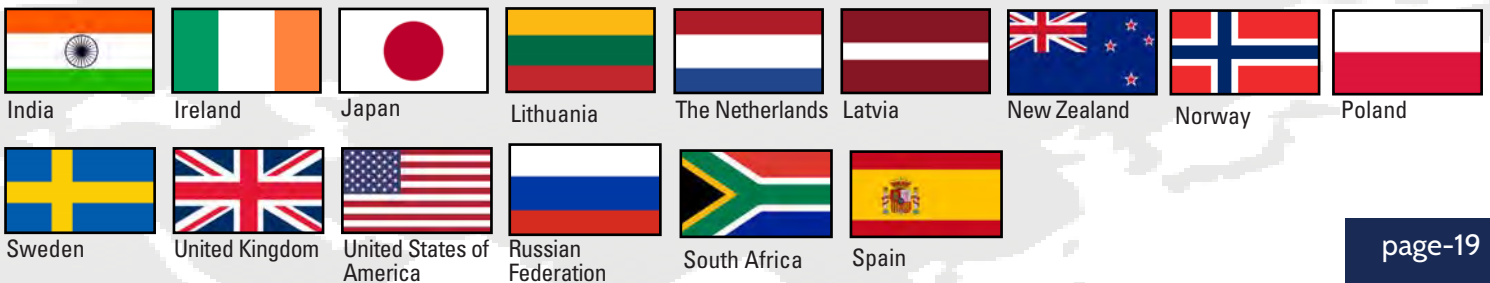 India
Ireland
Japan
Lithuania
The Netherlands
Latvia
New Zealand
Norway
Poland
Sweden
United Kingdom
United States of
America
Russian
Federation
South Africa
Spain
page-19